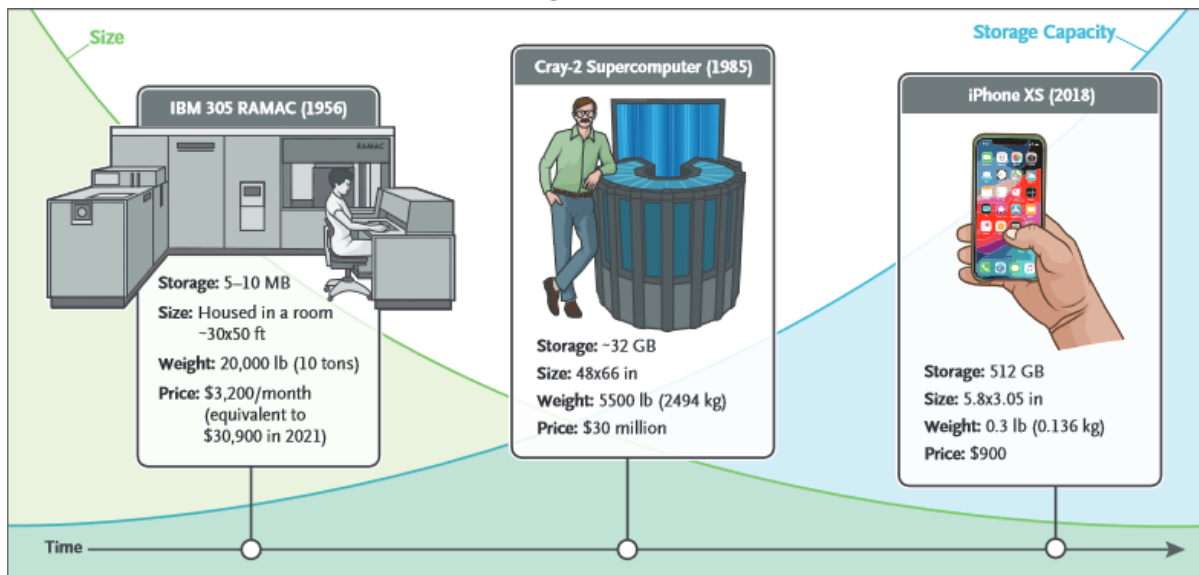 Size
Storage Capacity
IBM 305 RAMAC (1956)
RAMAC
Storage: 5–10 MB
Size: Housed in a room
~30x50 ft
Weight: 20,000 lb (10 tons)
Price: $3,200/month
(equivalent to
$30,900 in 2021)
Cray-2 Supercomputer (1985)
Storage: ~32 GB
Size: 48x66 in
Weight: 5500 lb (2494 kg)
Price: $30 million
iPhone XS (2018)
Storage: 512 GB
Size: 5.8x3.05 in
Weight: 0.3 lb (0.136 kg)
Price: $900
Time